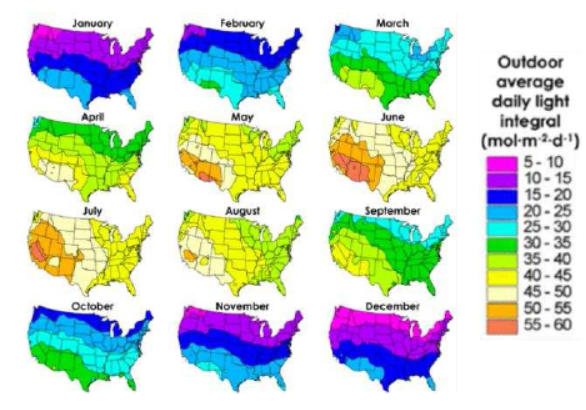 January
February
March
April
May
June
July
August
September
October
November
December
Outdoor
average
daily light
integral
(mol·m-2·d-1)
5 - 10
10 - 15
15 - 20
20 - 25
25 - 30
30 - 35
35 - 40
40 - 45
45 - 50
50 - 55
55 - 60